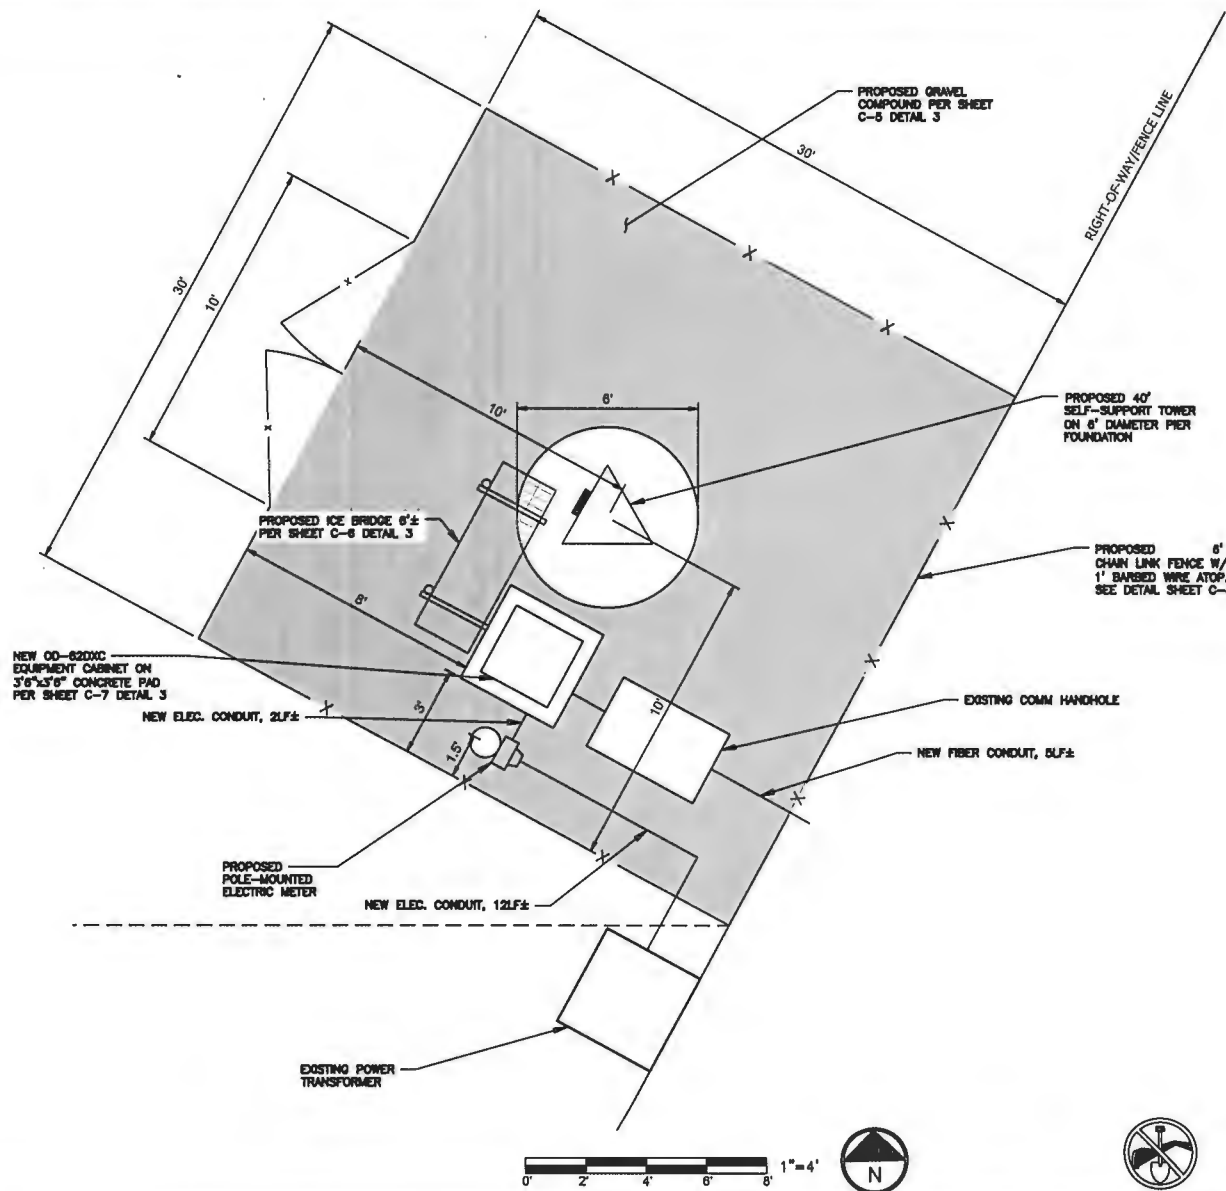 PROPOSED GRAVEL
COMPOUND PER SHEET
C-5 DETAIL 3
30'
RIGHT-OF-WAY/FENCE LINE
30'
10'
10'
6'
PROPOSED 40'
SELF-SUPPORT TOWER
ON 6' DIAMETER PIER
FOUNDATION
PROPOSED ICE BRIDGE 6'±
PER SHEET C-6 DETAIL 3
PROPOSED 6'
CHAIN LINK FENCE W/
1' BARBED WIRE ATOP,
SEE DETAIL SHEET C-
8'
NEW OD-62DXC
EQUIPMENT CABINET ON
3'6"x3'6" CONCRETE PAD
PER SHEET C-7 DETAIL 3
NEW ELEC. CONDUIT, 2LF±
3'
1.5'
10'
EXISTING COMM HANDHOLE
NEW FIBER CONDUIT, 5LF±
PROPOSED
POLE-MOUNTED
ELECTRIC METER
NEW ELEC. CONDUIT, 12LF±
EXISTING POWER
TRANSFORMER
0' 2' 4' 6' 8'
1"=4'
N